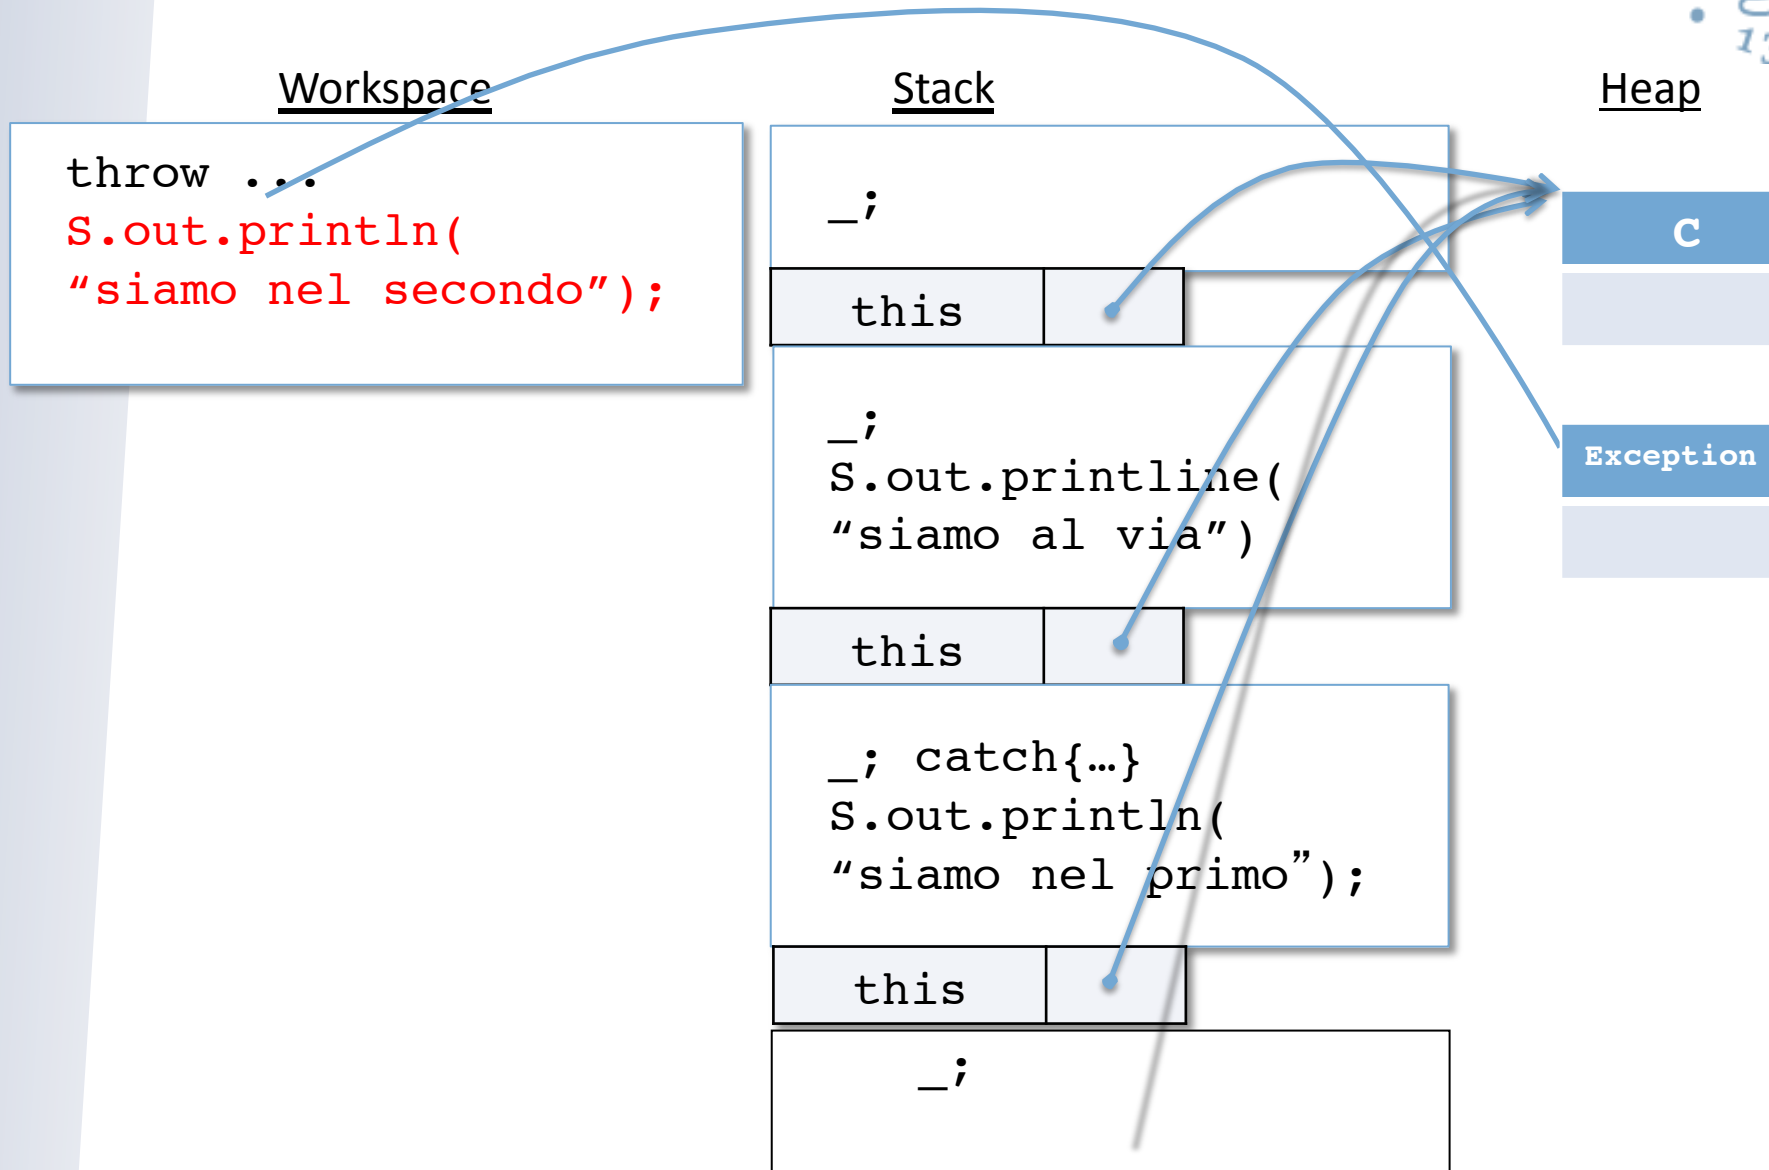 Workspace
Stack
Heap
throw ...
S.out.println(
“siamo nel secondo”);
_;
this
_;
S.out.printline(
“siamo al via”)
this
_; catch{…}
S.out.println(
“siamo nel primo”);
this
_;
C
Exception